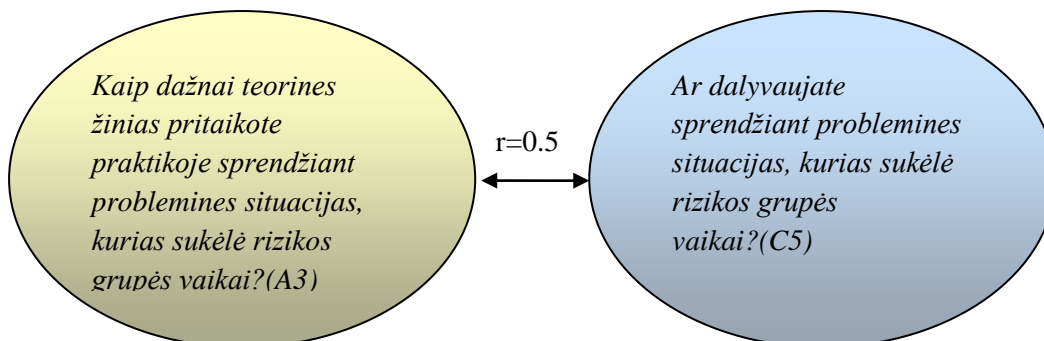 Kaip dažnai teorines
žinias pritaikote
praktikoje sprendžiant
problemines situacijas,
kurias sukėlė rizikos
grupės vaikai?(A3)
r=0.5
Ar dalyvaujate
sprendžiant problemines
situacijas, kurias sukėlė
rizikos grupės
vaikai?(C5)